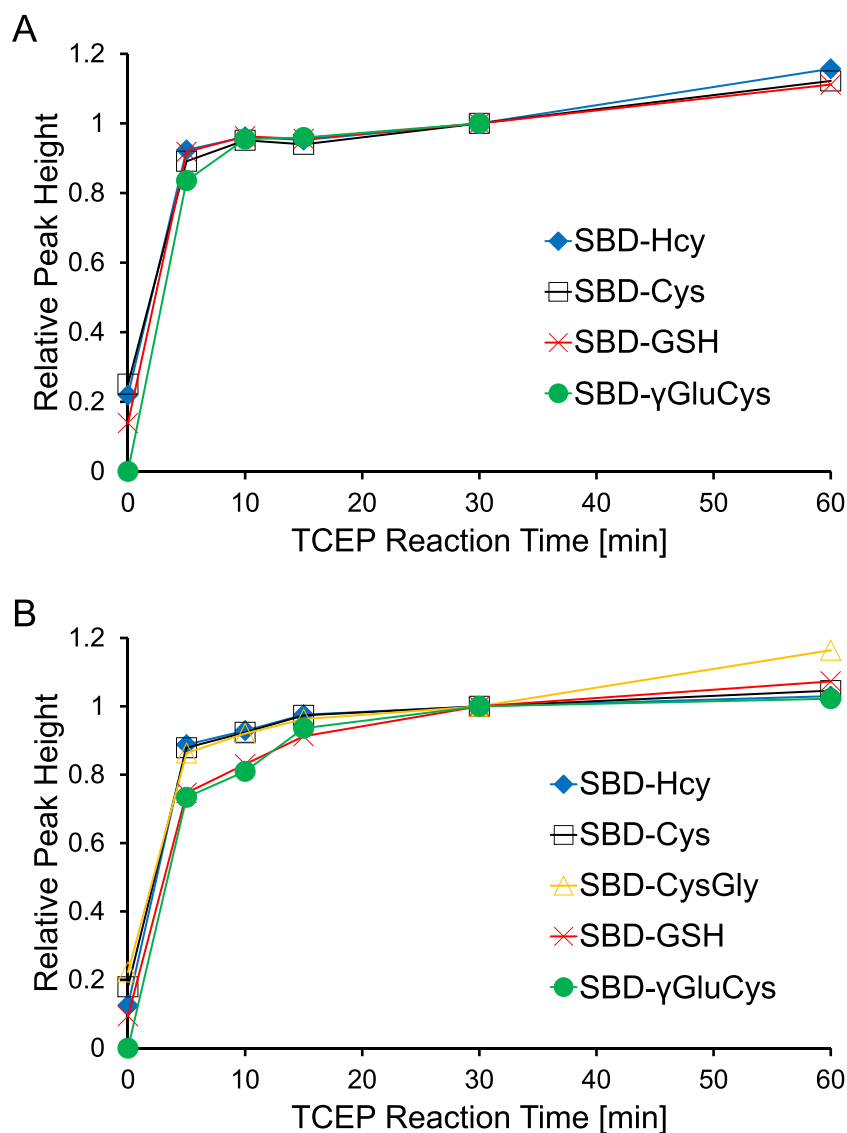 A
1.2
1
0.8
0.6
0.4
0.2
0
Relative Peak Height
SBD-Hcy
SBD-Cys
SBD-GSH
SBD-γGluCys
0 10 20 30 40 50 60
TCEP Reaction Time [min]
B
1.2
1
0.8
0.6
0.4
0.2
0
Relative Peak Height
SBD-Hcy
SBD-Cys
SBD-CysGly
SBD-GSH
SBD-γGluCys
0 10 20 30 40 50 60
TCEP Reaction Time [min]